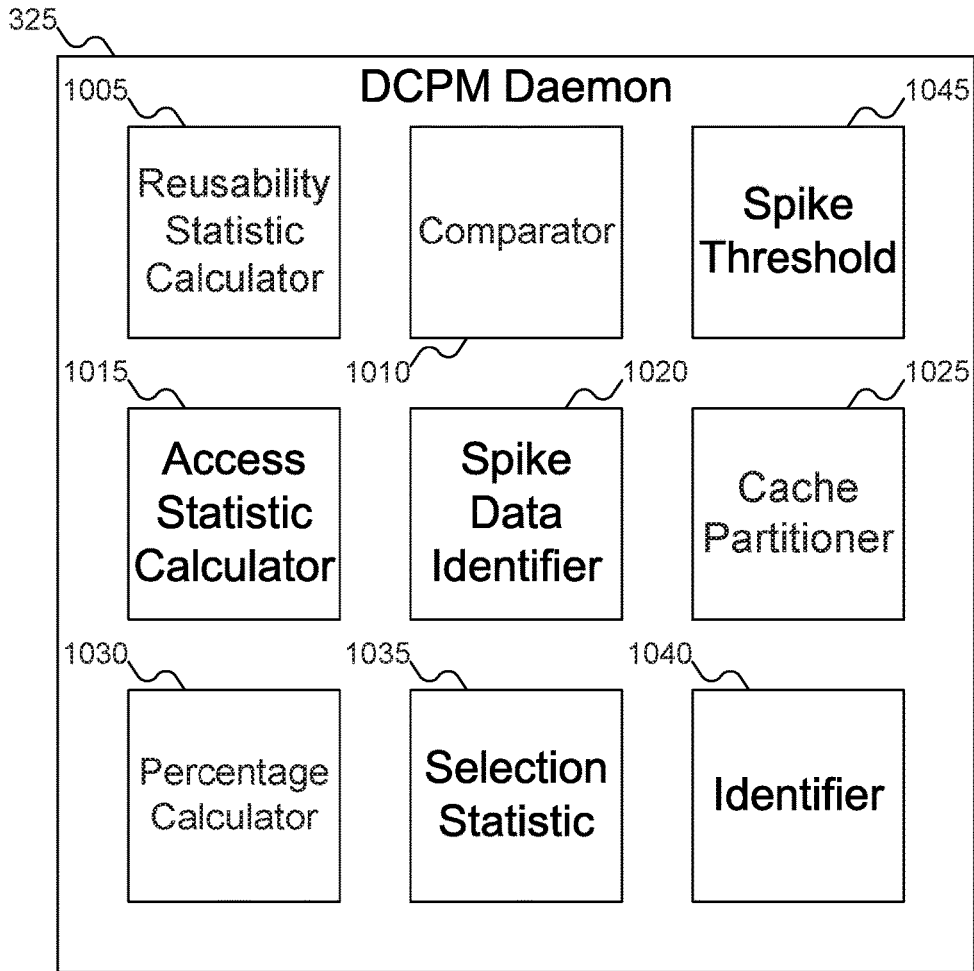 325
DCPM Daemon
1005
1045
Reusability
Statistic
Calculator
Comparator
Spike
Threshold
1015
1010
1020
1025
Access
Statistic
Calculator
Spike
Data
Identifier
Cache
Partitioner
1030
1035
1040
Percentage
Calculator
Selection
Statistic
Identifier